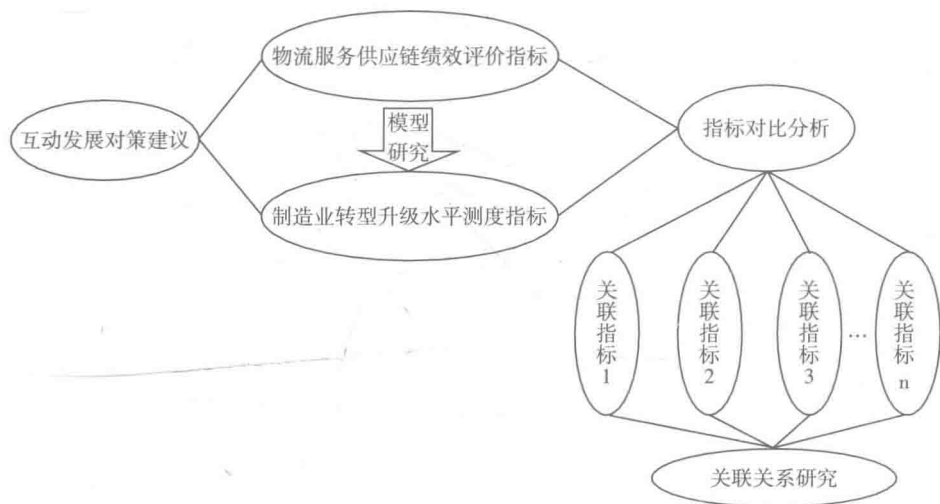 物流服务供应链绩效评价指标
互动发展对策建议
模型
研究
指标对比分析
制造业转型升级水平测度指标
关联指标1
关联指标2
关联指标3
…
关联指标n
关联关系研究